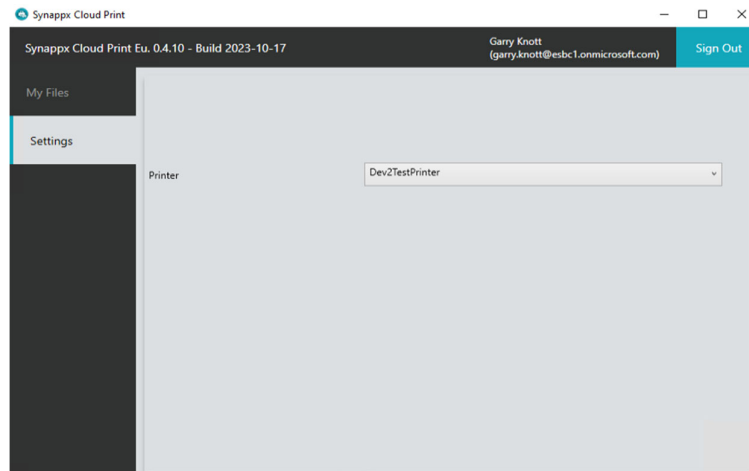 Synappx Cloud Print
Synappx Cloud Print Eu. 0.4.10 - Build 2023-10-17
Garry Knott
(garry.knott@esbc1.onmicrosoft.com)
Sign Out
My Files
Settings
Printer
Dev2TestPrinter